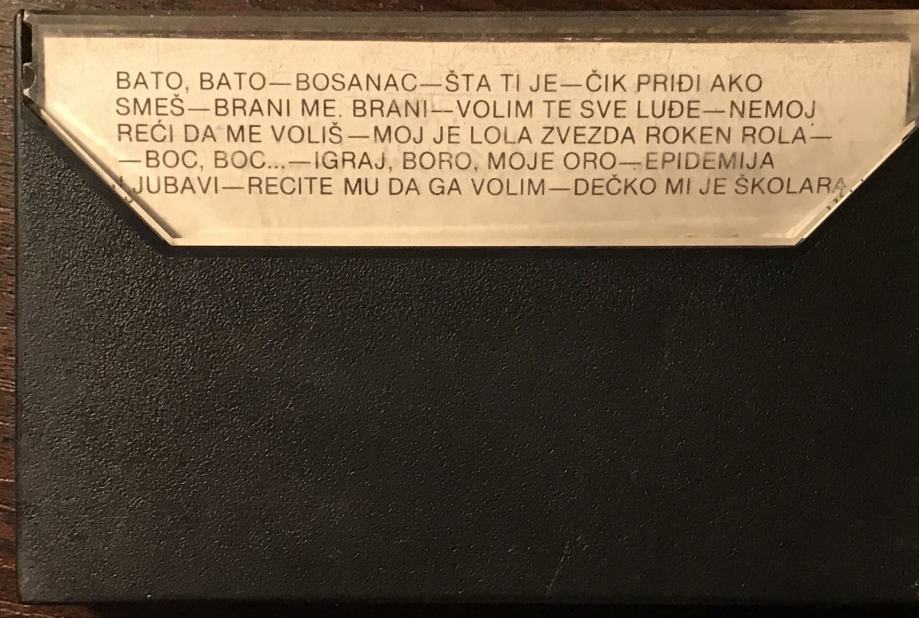 BATO, BATO—BOSANAC—ŠTA TI JE—ČIK PRIĐI AKO
SMEŠ—BRANI ME. BRANI—VOLIM TE SVE LUĐE—NEMOJ
REĆI DA ME VOLIŠ—MOJ JE LOLA ZVEZDA ROKEN ROLA—
—BOC, BOC...—IGRAJ, BORO, MOJE ORO—EPIDEMIJA
LJUBAVI—RECITE MU DA GA VOLIM—DEČKO MI JE ŠKOLARA